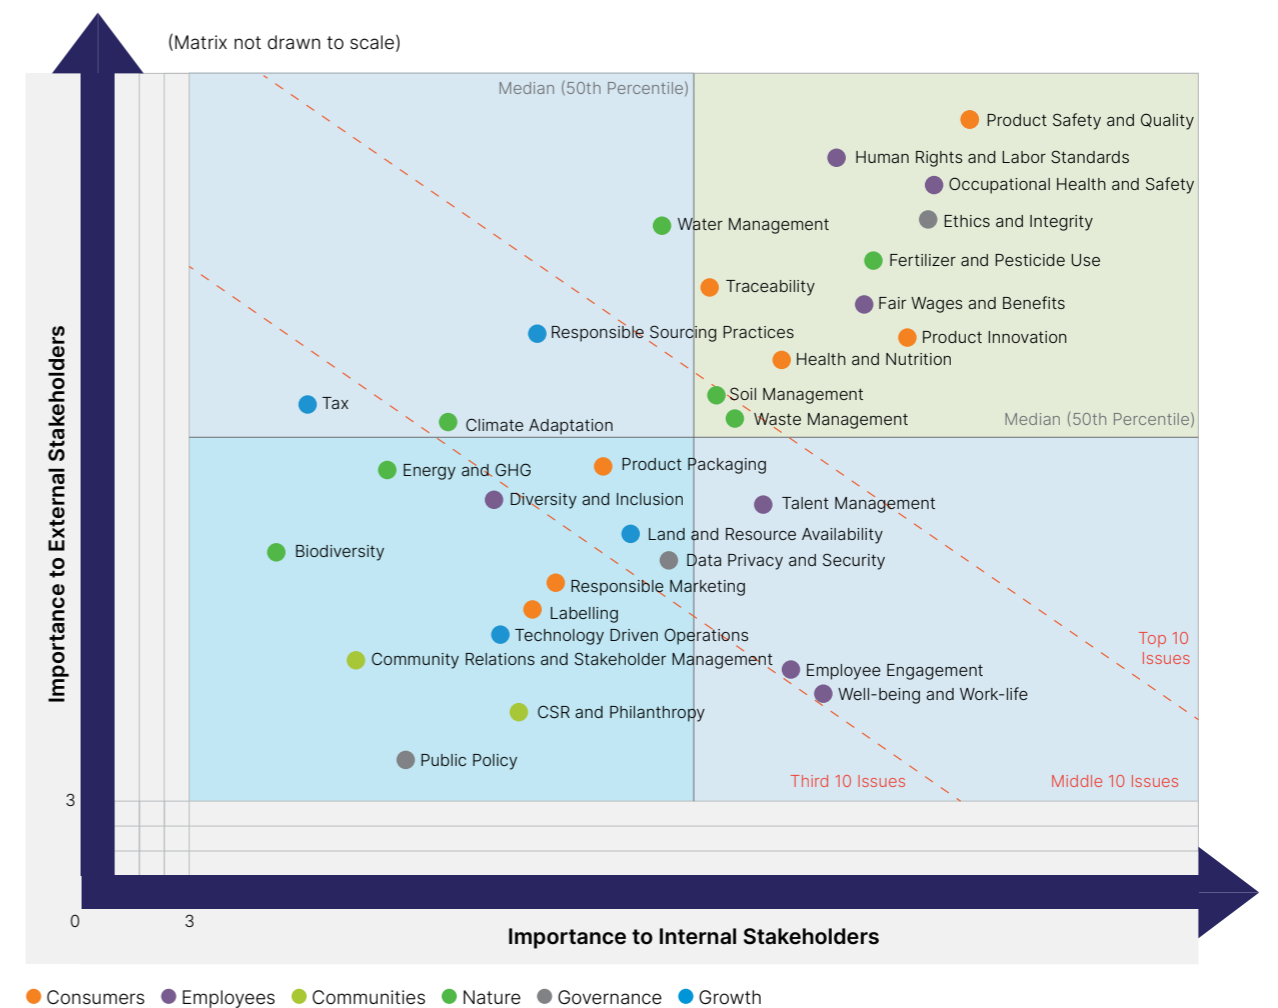 (Matrix not drawn to scale)
Median (50th Percentile)
Product Safety and Quality
Human Rights and Labor Standards
Occupational Health and Safety
Ethics and Integrity
Water Management
Fertilizer and Pesticide Use
Traceability
Fair Wages and Benefits
Responsible Sourcing Practices
Product Innovation
Health and Nutrition
Soil Management
Tax
Waste Management
Median (50th Percentile)
Climate Adaptation
Energy and GHG
Product Packaging
Diversity and Inclusion
Talent Management
Land and Resource Availability
Biodiversity
Data Privacy and Security
Responsible Marketing
Labelling
Technology Driven Operations
Top 10
Issues
Community Relations and Stakeholder Management
Employee Engagement
Well-being and Work-life
CSR and Philanthropy
Public Policy
Third 10 Issues
Middle 10 Issues
Importance to External Stakeholders
3
0
3
Importance to Internal Stakeholders
Consumers
Employees
Communities
Nature
Governance
Growth